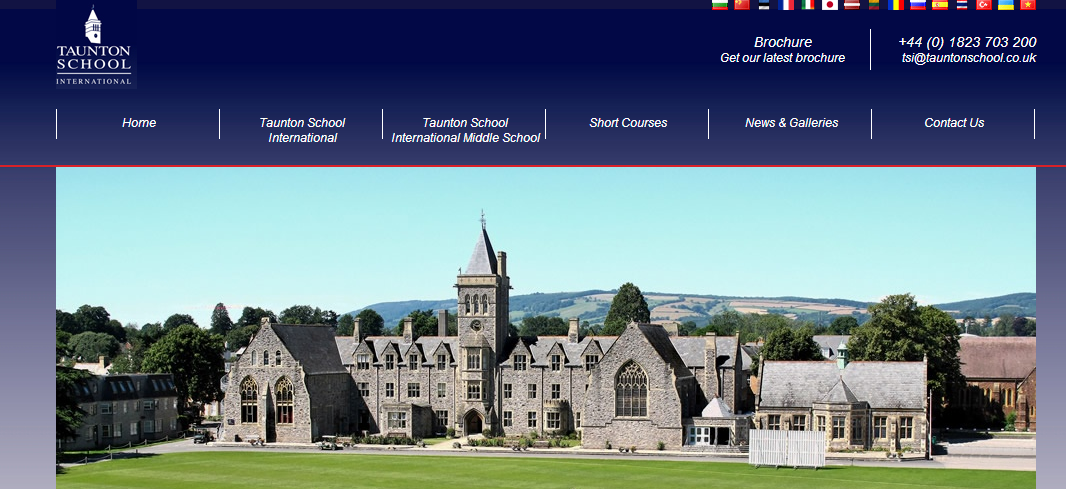 TAUNTON
SCHOOL
INTERNATIONAL
Brochure
Get our latest brochure
+44 (0) 1823 703 200
tsi@tauntonschool.co.uk
Home
Taunton School
International
Taunton School
International Middle School
Short Courses
News & Galleries
Contact Us